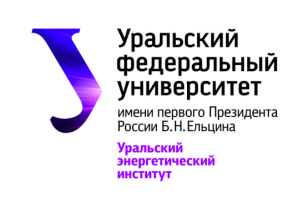 Уральский
федеральный
университет
имени первого Президента
России Б.Н.Ельцина
Уральский
энергетический
институт